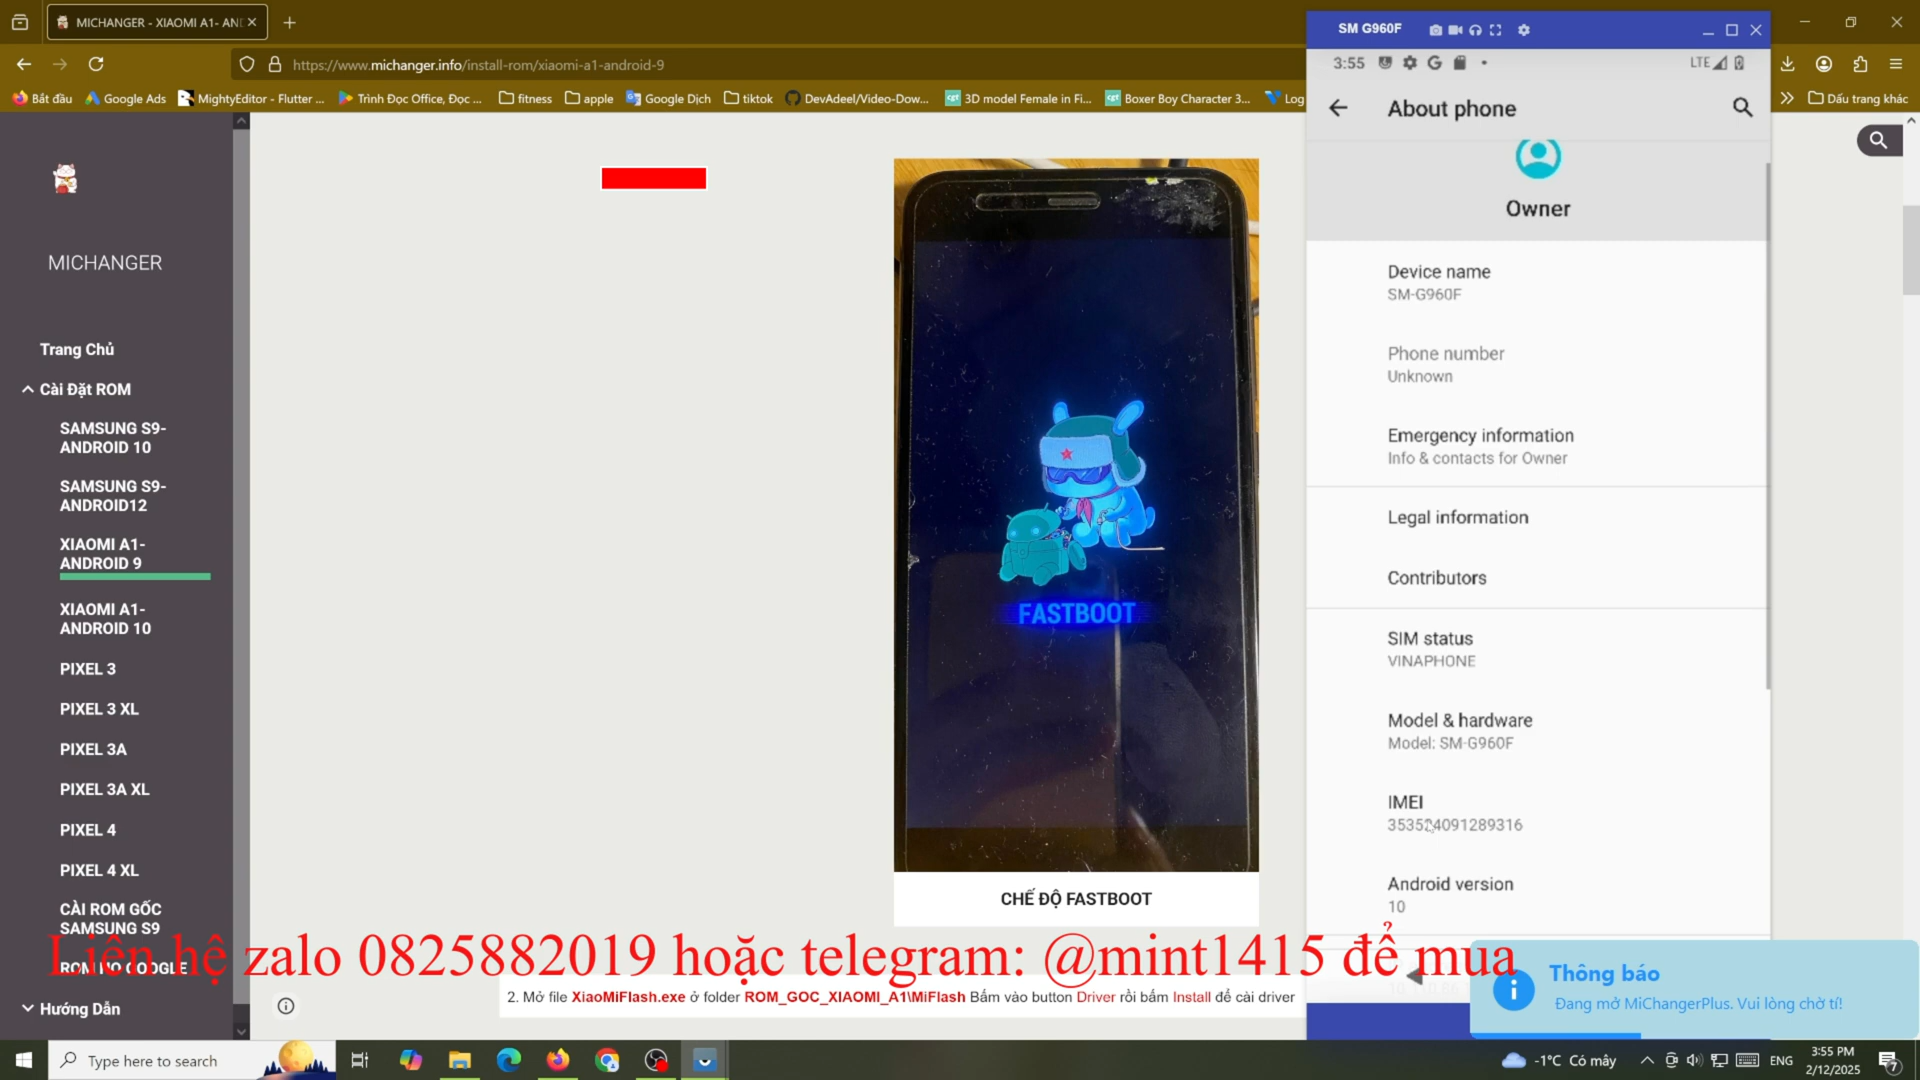 MICHANGER - XIAOMI A1- AN
https://www.michanger.info/install-rom/xiaomi-a1-android-9
Bắt đầu
Google Ads
MightyEditor - Flutter ...
Trình Đọc Office, Đọc ...
fitness
apple
Google Dịch
tiktok
DevAdeel/Video-Dow...
3D model Female in Fi...
Boxer Boy Character 3...
Log
Dấu trang khác
MICHANGER
Trang Chủ
Cài Đặt ROM
SAMSUNG S9-
ANDROID 10
SAMSUNG S9-
ANDROID12
XIAOMI A1-
ANDROID 9
XIAOMI A1-
ANDROID 10
PIXEL 3
PIXEL 3 XL
PIXEL 3A
PIXEL 3A XL
PIXEL 4
PIXEL 4 XL
CÀI ROM GỐC
SAMSUNG S9
Hướng Dẫn
FASTBOOT
CHẾ ĐỘ FASTBOOT
Liên hệ zalo 0825882019 hoặc telegram: @mint1415 để mua
2. Mở file XiaoMiFlash.exe ở folder ROM_GOC_XIAOMI_A1\MiFlash Bấm vào button Driver rồi bấm Install để cài driver
SM G960F
3:55
LTE
About phone
Owner
Device name
SM-G960F
Phone number
Unknown
Emergency information
Info & contacts for Owner
Legal information
Contributors
SIM status
VINAPHONE
Model & hardware
Model: SM-G960F
IMEI
353524091289316
Android version
10
Thông báo
Đang mở MiChangerPlus. Vui lòng chờ tí!
Type here to search
-1°C Có mây
ENG
3:55 PM
2/12/2025
7